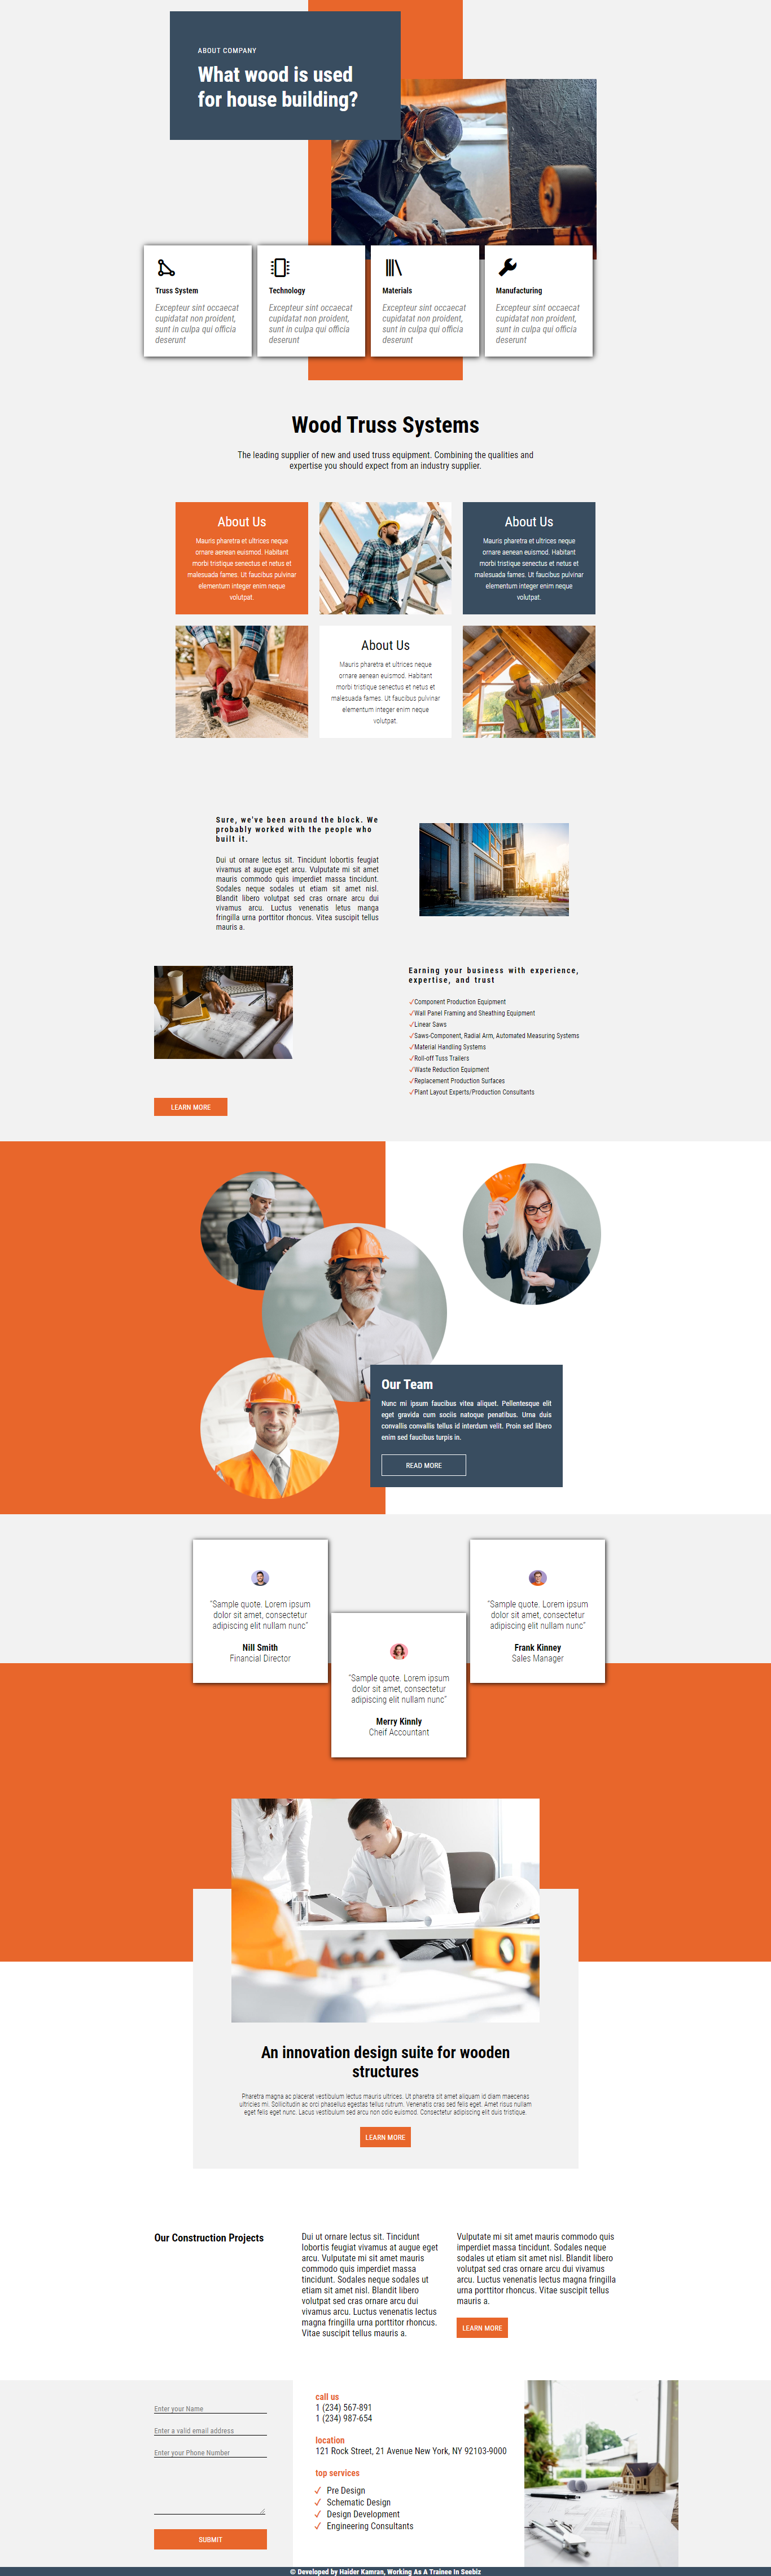 ABOUT COMPANY
What wood is used
for house building?
Truss System
Excepteur sint occaecat
cupidatat non proident,
sunt in culpa qui officia
deserunt
Technology
Excepteur sint occaecat
cupidatat non proident,
sunt in culpa qui officia
deserunt
Materials
Excepteur sint occaecat
cupidatat non proident,
sunt in culpa qui officia
deserunt
Manufacturing
Excepteur sint occaecat
cupidatat non proident,
sunt in culpa qui officia
deserunt
Wood Truss Systems
The leading supplier of new and used truss equipment. Combining the qualities and
expertise you should expect from an industry supplier.
About Us
Mauris pharetra et ultrices neque
ornare aenean euismod. Habitant
morbi tristique senectus et netus et
malesuada fames. Ut faucibus pulvinar
elementum integer enim neque
volutpat.
About Us
Mauris pharetra et ultrices neque
ornare aenean euismod. Habitant
morbi tristique senectus et netus et
malesuada fames. Ut faucibus pulvinar
elementum integer enim neque
volutpat.
About Us
Mauris pharetra et ultrices neque
ornare aenean euismod. Habitant
morbi tristique senectus et netus et
malesuada fames. Ut faucibus pulvinar
elementum integer enim neque
volutpat.
Sure, we've been around the block. We
probably worked with the people who
built it.
Dui ut ornare lectus sit. Tincidunt lobortis feugiat
vivamus at augue eget arcu. Vulputate mi sit amet
mauris commodo quis imperdiet massa tincidunt.
Sodales neque sodales ut etiam sit amet nisl.
Blandit libero volutpat sed cras ornare arcu dui
vivamus arcu. Luctus venenatis letus manga
fringilla urna porttitor rhoncus. Vitea suscipit tellus
mauris a.
Earning your business with experience,
expertise, and trust
✓Component Production Equipment
✓Wall Panel Framing and Sheathing Equipment
✓Linear Saws
✓Saws-Component, Radial Arm, Automated Measuring Systems
✓Material Handling Systems
✓Roll-off Tuss Trailers
✓Waste Reduction Equipment
✓Replacement Production Surfaces
✓Plant Layout Experts/Production Consultants
LEARN MORE
Our Team
Nunc mi ipsum faucibus vitea aliquet. Pellentesque elit
eget gravida cum sociis natoque penatibus. Urna duis
convallis convallis tellus id interdum velit. Proin sed libero
enim sed faucibus turpis in.
READ MORE
"Sample quote. Lorem ipsum
dolor sit amet, consectetur
adipiscing elit nullam nunc"
Nill Smith
Financial Director
"Sample quote. Lorem ipsum
dolor sit amet, consectetur
adipiscing elit nullam nunc"
Merry Kinnly
Cheif Accountant
"Sample quote. Lorem ipsum
dolor sit amet, consectetur
adipiscing elit nullam nunc"
Frank Kinney
Sales Manager
An innovation design suite for wooden
structures
Pharetra magna ac placerat vestibulum lectus mauris ultrices. Ut pharetra sit amet aliquam id diam maecenas
ultricies mi. Sollicitudin ac orci phasellus egestas tellus rutrum. Venenatis cras sed felis eget. Amet risus nullam
eget felis eget nunc. Lacus vestibulum sed arcu non odio euismod. Consectetur adipiscing elit duis tristique.
LEARN MORE
Our Construction Projects
Dui ut ornare lectus sit. Tincidunt
lobortis feugiat vivamus at augue eget
arcu. Vulputate mi sit amet mauris
commodo quis imperdiet massa
tincidunt. Sodales neque sodales ut
etiam sit amet nisl. Blandit libero
volutpat sed cras ornare arcu dui
vivamus arcu. Luctus venenatis lectus
magna fringilla urna porttitor rhoncus.
Vitae suscipit tellus mauris a.
Vulputate mi sit amet mauris commodo quis
imperdiet massa tincidunt. Sodales neque
sodales ut etiam sit amet nisl. Blandit libero
volutpat sed cras ornare arcu dui vivamus
arcu. Luctus venenatis lectus magna fringilla
urna porttitor rhoncus. Vitae suscipit tellus
mauris a.
LEARN MORE
Enter your Name
Enter a valid email address
Enter your Phone Number
SUBMIT
call us
1 (234) 567-891
1 (234) 987-654
location
121 Rock Street, 21 Avenue New York, NY 92103-9000
top services
✓ Pre Design
✓ Schematic Design
✓ Design Development
✓ Engineering Consultants
© Developed by Haider Kamran, Working As A Trainee In Seebiz